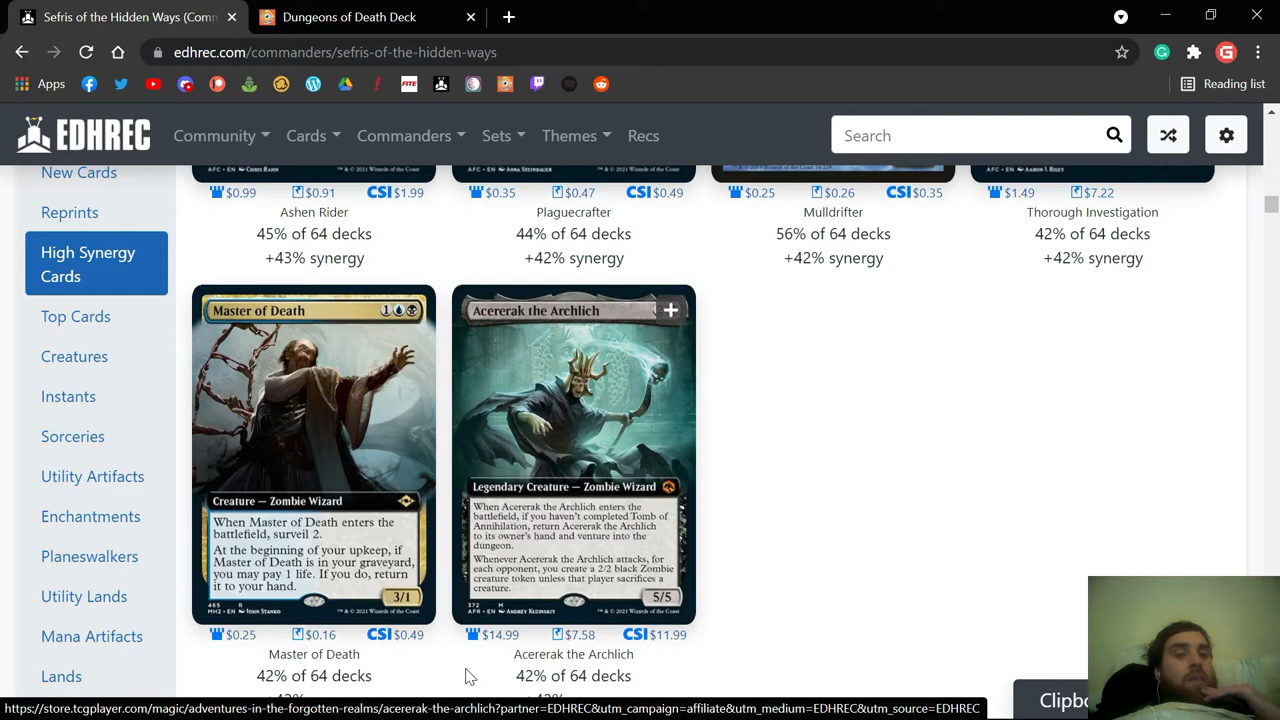 Sefris of the Hidden Ways (Comm
Dungeons of Death Deck
edhrec.com/commanders/sefris-of-the-hidden-ways
Apps
Reading list
EDHREC
Community
Cards
Commanders
Sets
Themes
Recs
Search
New Cards
Reprints
High Synergy
Cards
Top Cards
Creatures
Instants
Sorceries
Utility Artifacts
Enchantments
Planeswalkers
Utility Lands
Mana Artifacts
Lands
$0.99 $0.91 CSI $1.99
Ashen Rider
45% of 64 decks
+43% synergy
$0.35 $0.47 CSI $0.49
Plaguecrafter
44% of 64 decks
+42% synergy
$0.25 $0.26 CSI $0.35
Mulldrifter
56% of 64 decks
+42% synergy
$1.49 $7.22
Thorough Investigation
42% of 64 decks
+42% synergy
Master of Death
1
Creature — Zombie Wizard
When Master of Death enters the
battlefield, surveil 2.
At the beginning of your upkeep, if
Master of Death is in your graveyard,
you may pay 1 life. If you do, return
it to your hand.
3/1
$0.25 $0.16 CSI $0.49
Master of Death
42% of 64 decks
Acererak the Archlich
Legendary Creature — Zombie Wizard
When Acererak the Archlich enters the
battlefield, if you haven't completed Tomb of
Annihilation, return Acererak the Archlich
to its owner's hand and venture into the
dungeon.
Whenever Acererak the Archlich attacks, for
each opponent, you create a 2/2 black Zombie
creature token unless that player sacrifices a
creature.
5/5
$14.99 $7.58 CSI $11.99
Acererak the Archlich
42% of 64 decks
https://store.tcgplayer.com/magic/adventures-in-the-forgotten-realms/acererak-the-archlich?partner=EDHREC&utm_campaign=affiliate&utm_medium=EDHREC&utm_source=EDHREC
Clipbo